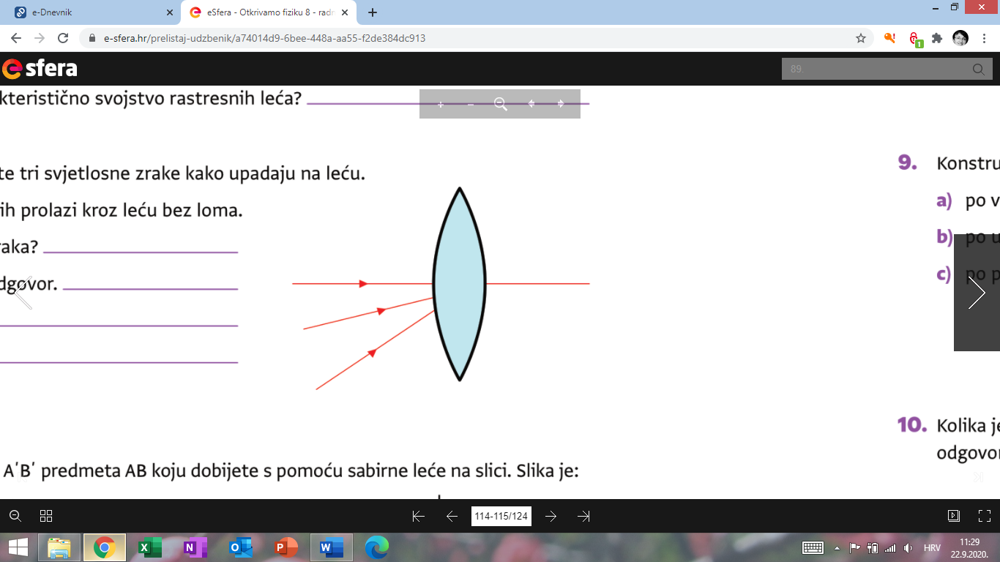 e-Dnevnik
eSfera - Otkrivamo fiziku 8 - radn
e-sfera.hr/prelistaj-udzbenik/a74014d9-6bee-448a-aa55-f2de384dc913
1
e sfera
89.
kteristično svojstvo rastresnih leća?
te tri svjetlosne zrake kako upadaju na leću.
ih prolazi kroz leću bez loma.
raka?
dgovor.
9. Konstru
a) po v
b) po u
c) po p
10. Kolika je
odgovor
A′B′ predmeta AB koju dobijete s pomoću sabirne leće na slici. Slika je:
114-115/124
HRV
11:29
22.9.2020.